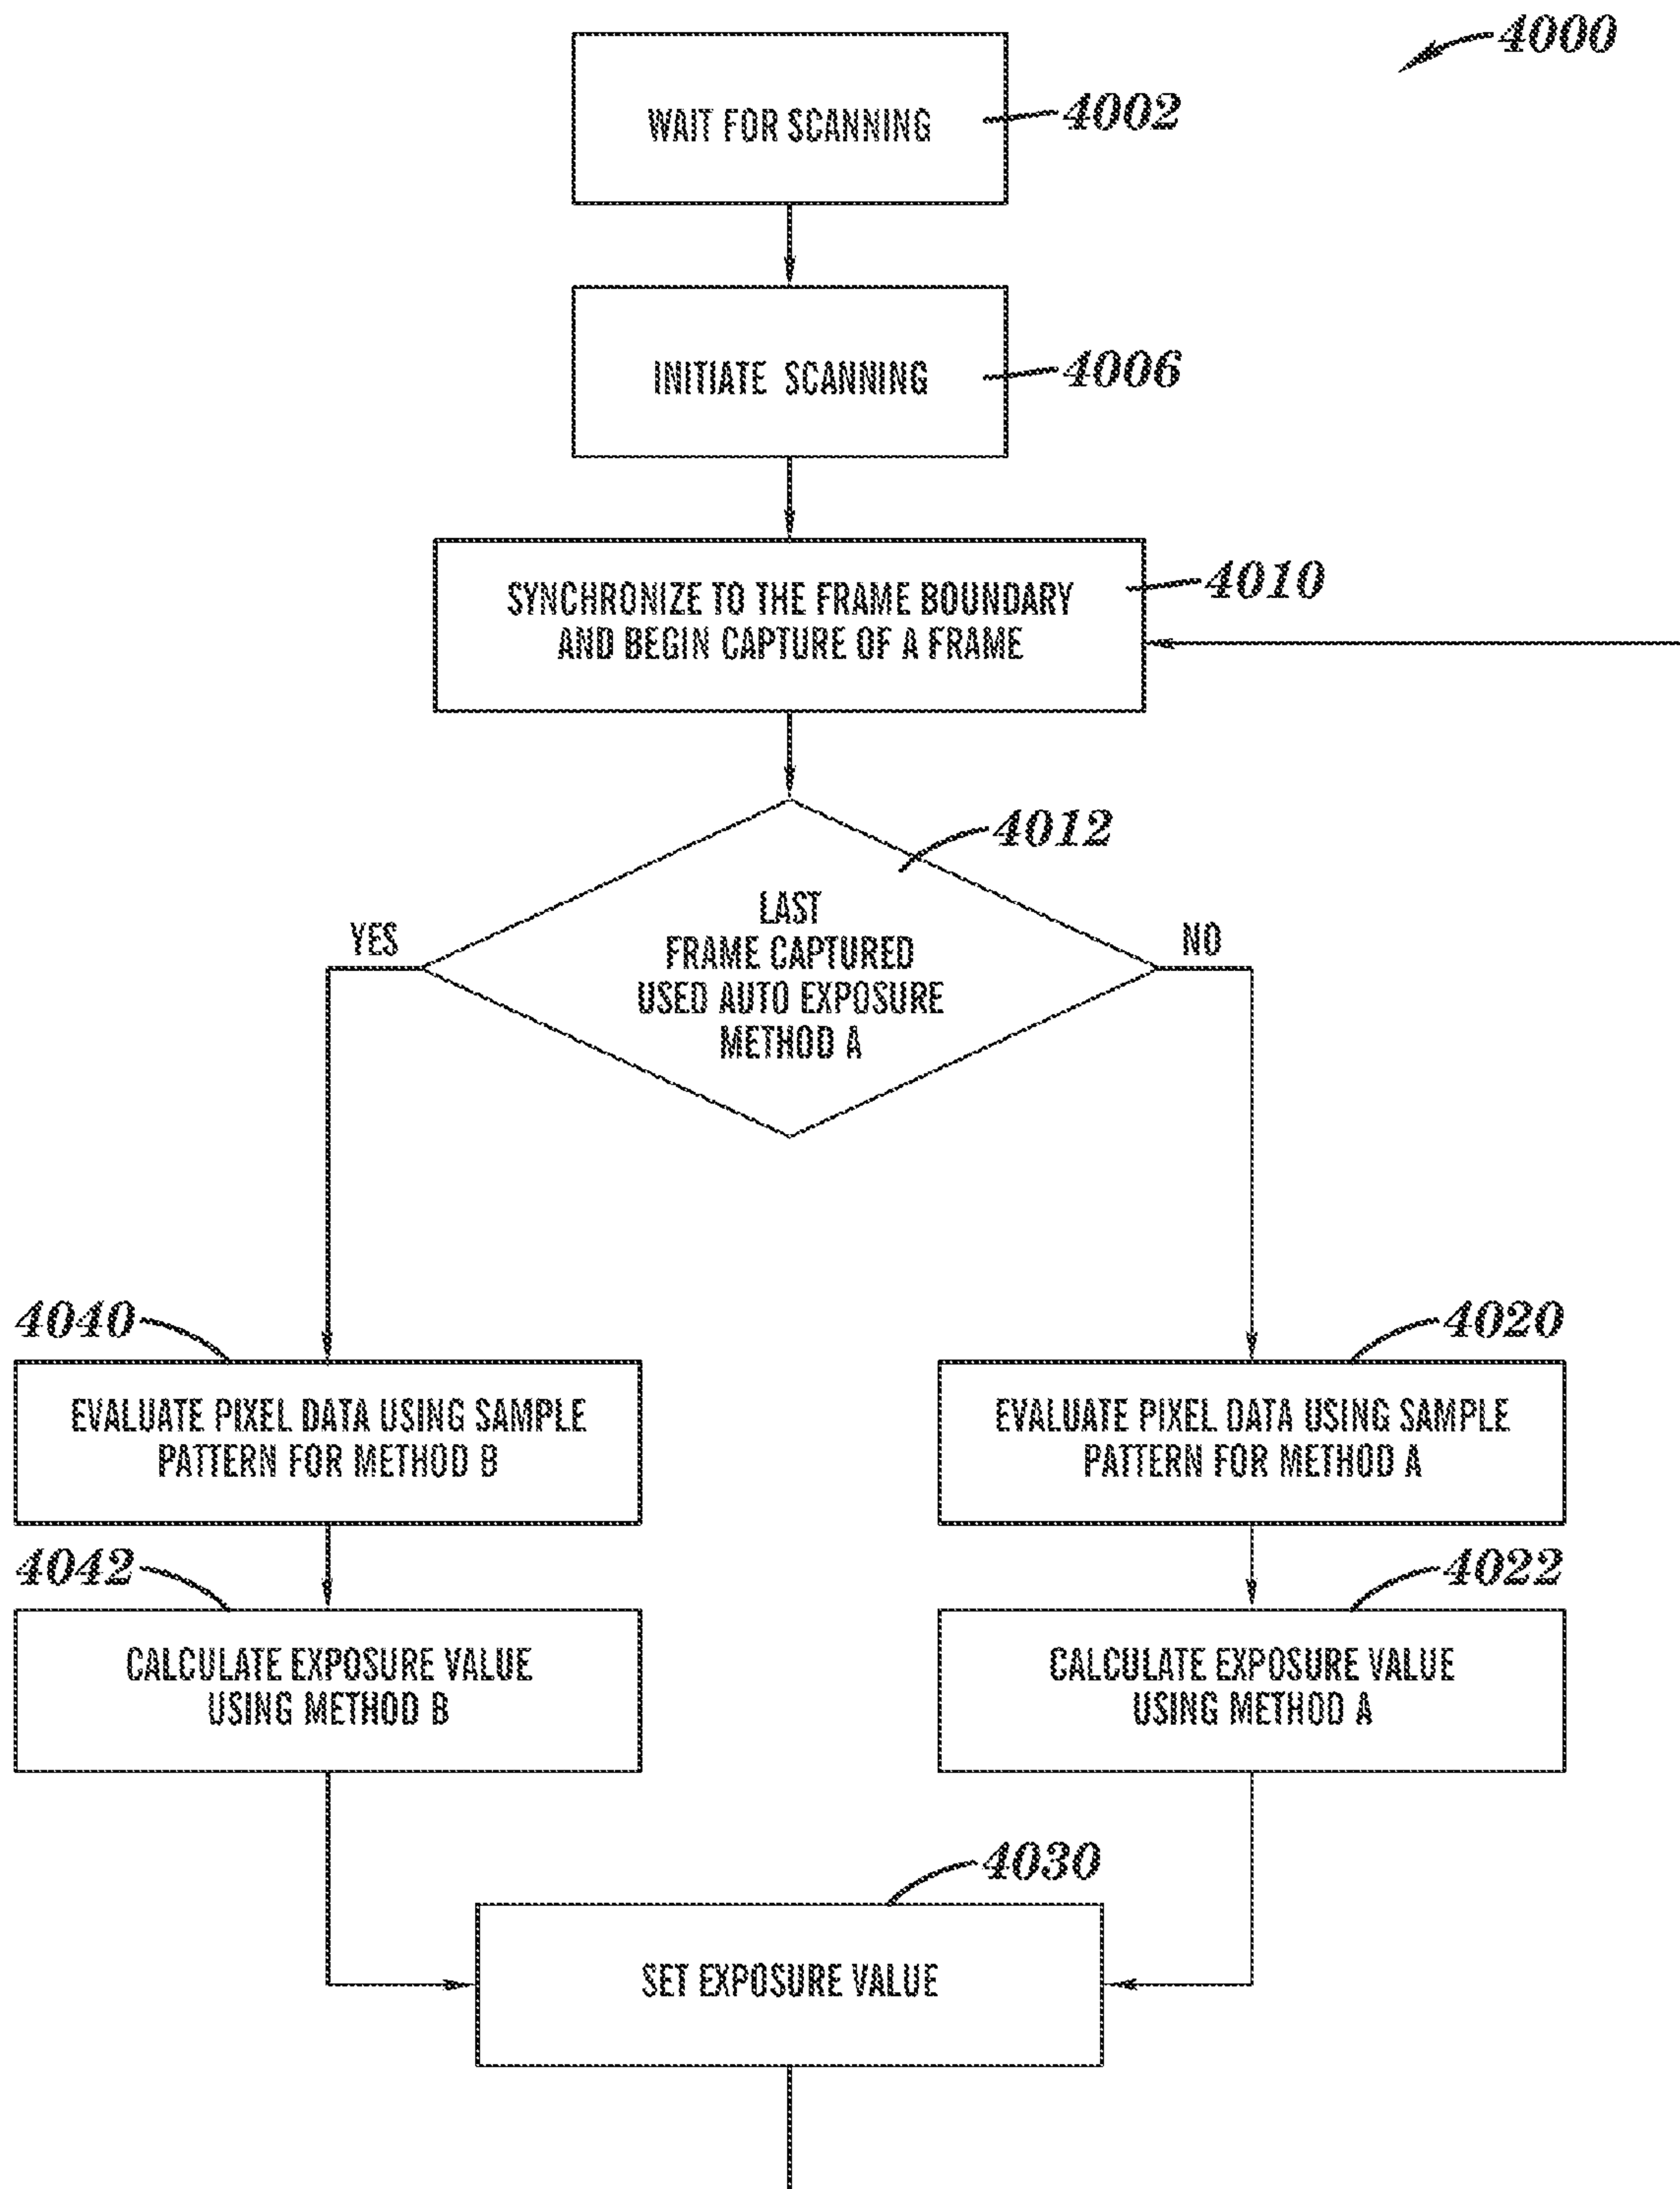 4000
WAIT FOR SCANNING
4002
INITIATE SCANNING
4006
SYNCHRONIZE TO THE FRAME BOUNDARY
AND BEGIN CAPTURE OF A FRAME
4010
4012
LAST
FRAME CAPTURED
USED AUTO EXPOSURE
METHOD A
YES
NO
4040
EVALUATE PIXEL DATA USING SAMPLE
PATTERN FOR METHOD B
4020
EVALUATE PIXEL DATA USING SAMPLE
PATTERN FOR METHOD A
4042
CALCULATE EXPOSURE VALUE
USING METHOD B
4022
CALCULATE EXPOSURE VALUE
USING METHOD A
4030
SET EXPOSURE VALUE